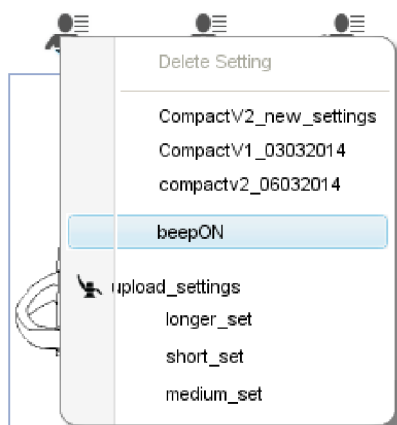 Delete Setting
CompactV2_new_settings
CompactV1_03032014
compactv2_06032014
beepON
upload_settings
longer_set
short_set
medium_set